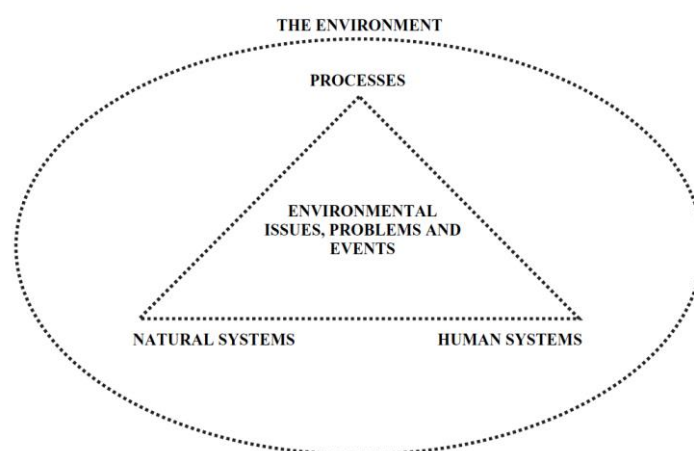 THE ENVIRONMENT
PROCESSES
ENVIRONMENTAL
ISSUES, PROBLEMS AND
EVENTS
NATURAL SYSTEMS
HUMAN SYSTEMS